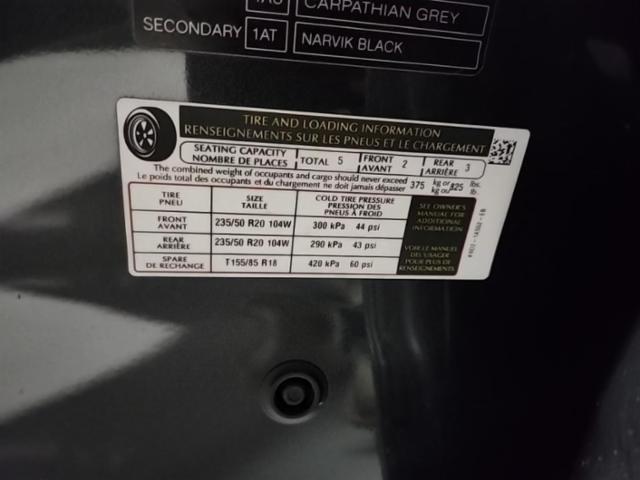 CARPATHIAN GREY
SECONDARY 1AT NARVIK BLACK
TIRE AND LOADING INFORMATION
RENSEIGNEMENTS SUR LES PNEUS ET LE CHARGEMENT
SEATING CAPACITY
NOMBRE DE PLACES
TOTAL 5
FRONT
AVANT 2
REAR
ARRIÈRE 3
The combined weight of occupants and cargo should never exceed
Le poids total des occupants et du chargement ne doit jamais dépasser
375 kg or/kg ou 825 lbs./lb.
TIRE
PNEU
SIZE
TAILLE
COLD TIRE PRESSURE
PRESSION DES
PNEUS À FROID
FRONT
AVANT
235/50 R20 104W
300 kPa 44 psi
REAR
ARRIÈRE
235/50 R20 104W
290 kPa 43 psi
SPARE
DE RECHANGE
T155/85 R18
420 kPa 60 psi
SEE OWNER'S
MANUAL FOR
ADDITIONAL
INFORMATION
VOIR LE MANUEL
DES USAGER
POUR PLUS DE
RENSEIGNEMENTS